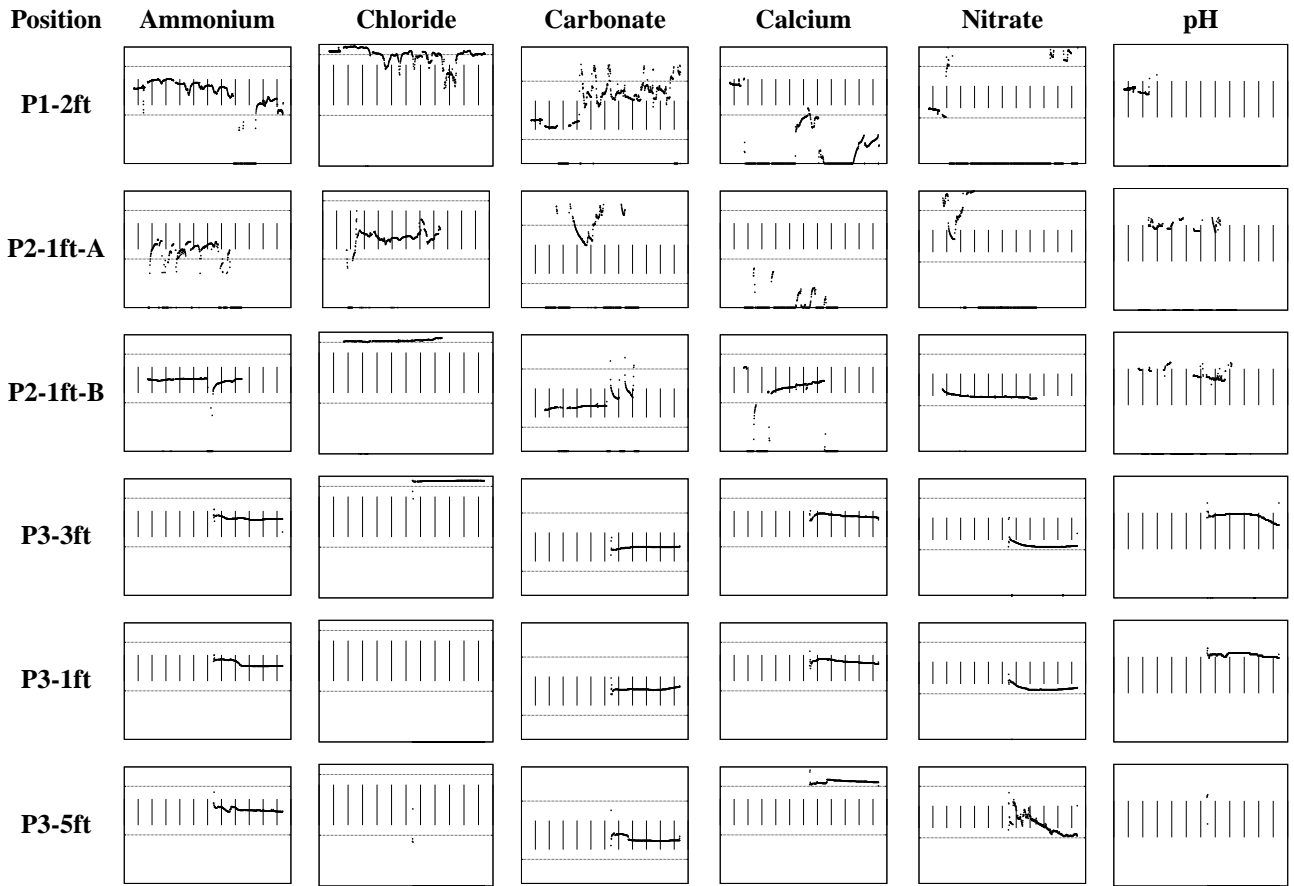 Position Ammonium Chloride Carbonate Calcium Nitrate pH
P1-2ft
P2-1ft-A
P2-1ft-B
P3-3ft
P3-1ft
P3-5ft